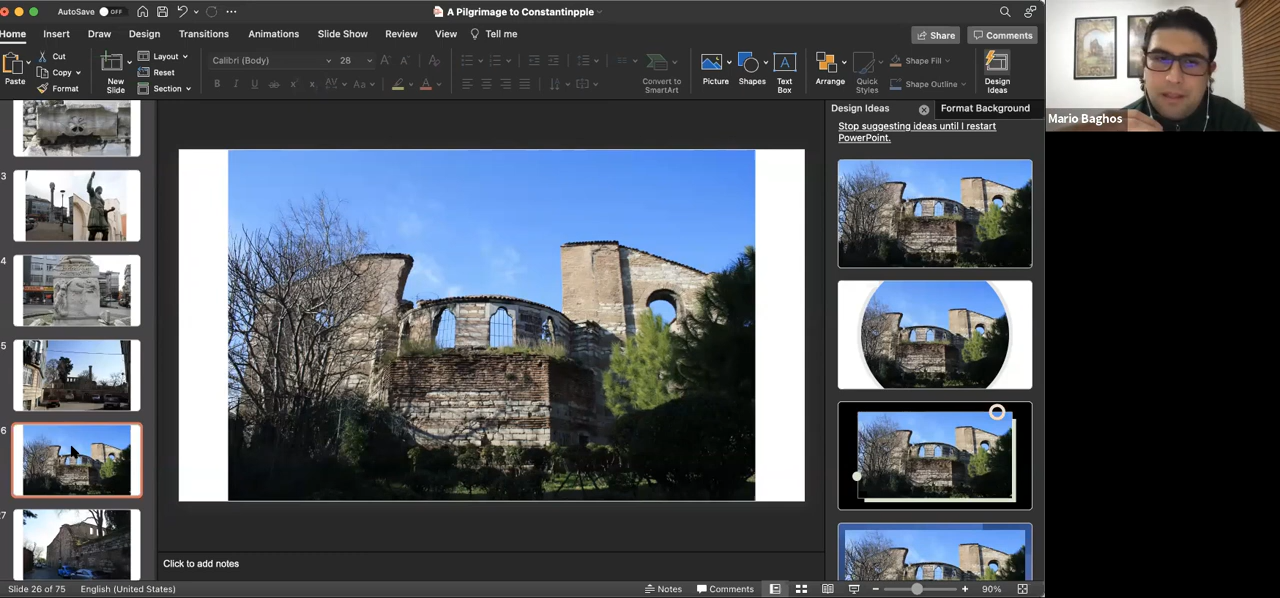 AutoSave OFF
A Pilgrimage to Constantinpple
Home Insert Draw Design Transitions Animations Slide Show Review View Tell me
Share Comments
Paste
Cut
Copy
Format
New Slide
Layout
Reset
Section
Calibri (Body) 28
B I U ab
Convert to SmartArt
Picture
Shapes
Text Box
Arrange
Quick Styles
Shape Fill
Shape Outline
Design Ideas
Design Ideas
Format Background
Stop suggesting ideas until I restart
PowerPoint.
Mario Baghos
3
4
5
6
27
Click to add notes
Slide 26 of 75 English (United States)
Notes Comments 90%